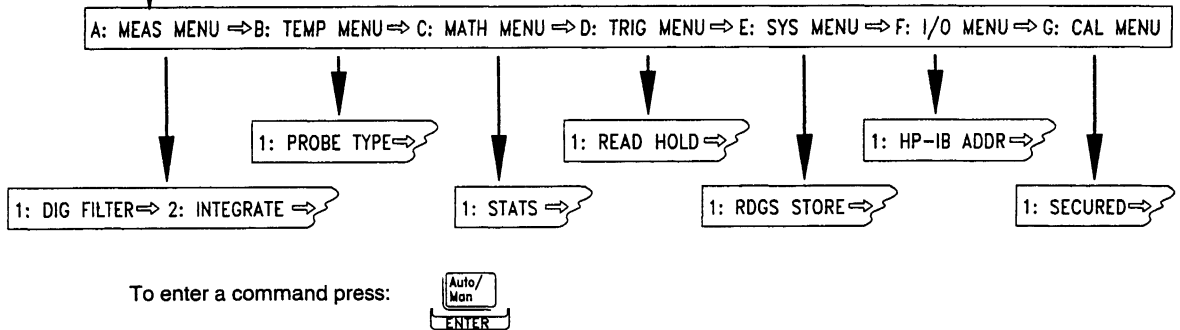 A: MEAS MENU ⇨ B: TEMP MENU ⇨ C: MATH MENU ⇨ D: TRIG MENU ⇨ E: SYS MENU ⇨ F: I/O MENU ⇨ G: CAL MENU
1: PROBE TYPE ⇨
1: READ HOLD ⇨
1: HP-IB ADDR ⇨
1: DIG FILTER ⇨ 2: INTEGRATE ⇨
1: STATS ⇨
1: RDGS STORE ⇨
1: SECURED ⇨
To enter a command press:
Auto/
Man
ENTER